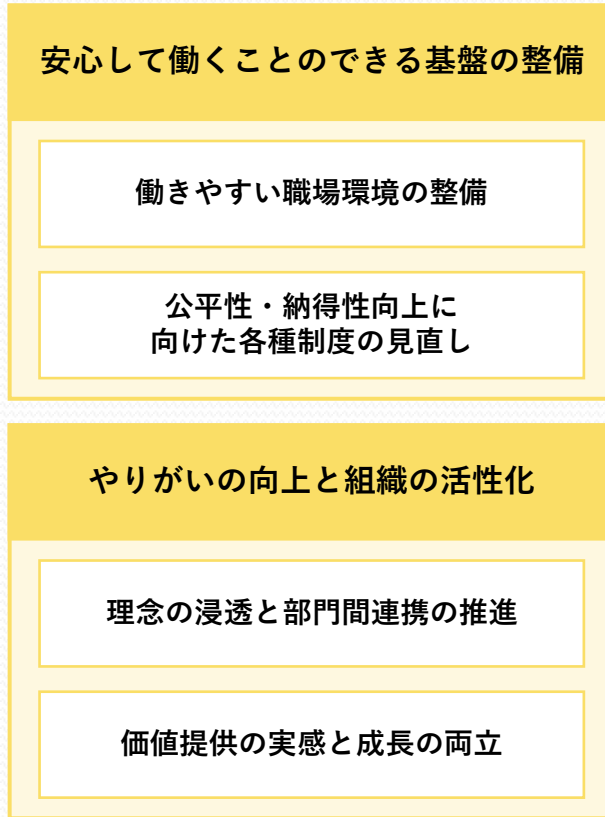 安心して働くことのできる基盤の整備
働きやすい職場環境の整備
公平性・納得性向上に
向けた各種制度の見直し
やりがいの向上と組織の活性化
理念の浸透と部門間連携の推進
価値提供の実感と成長の両立